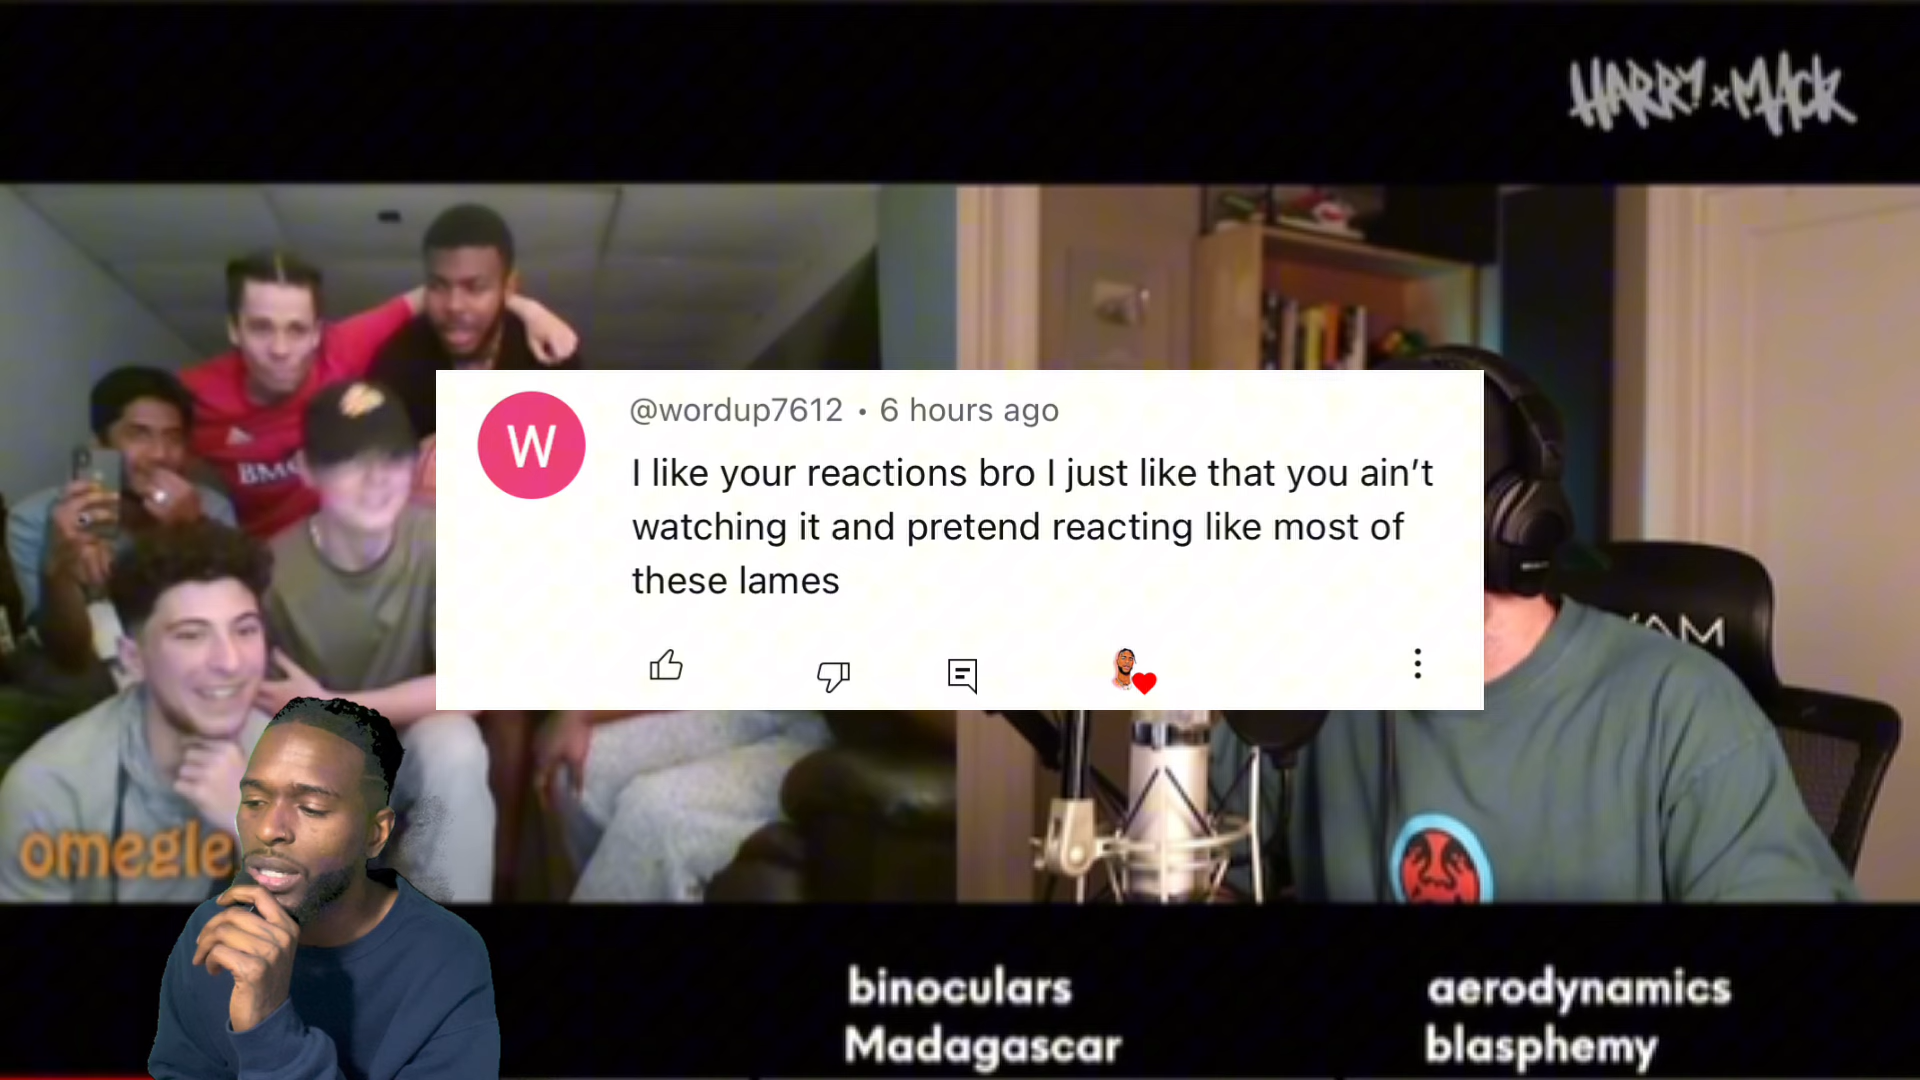 HARRY x MACK
@wordup7612 • 6 hours ago
W
I like your reactions bro I just like that you ain’t
watching it and pretend reacting like most of
these lames
BMO
omegle
binoculars
aerodynamics
Madagascar
blasphemy